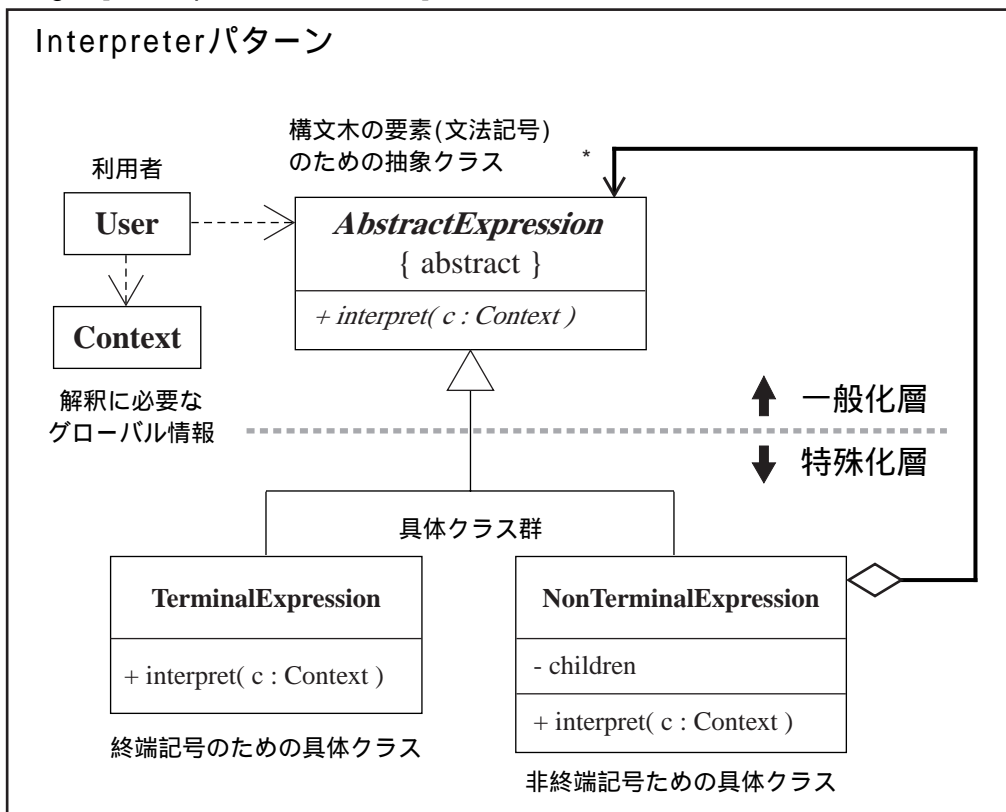 Interpreterパターン
構文木の要素(文法記号)
のための抽象クラス
*
利用者
User
AbstractExpression
{ abstract }
+ interpret( c : Context )
Context
解釈に必要な
グローバル情報
一般化層
特殊化層
具体クラス群
TerminalExpression
+ interpret( c : Context )
終端記号のための具体クラス
NonTerminalExpression
- children
+ interpret( c : Context )
非終端記号ための具体クラス